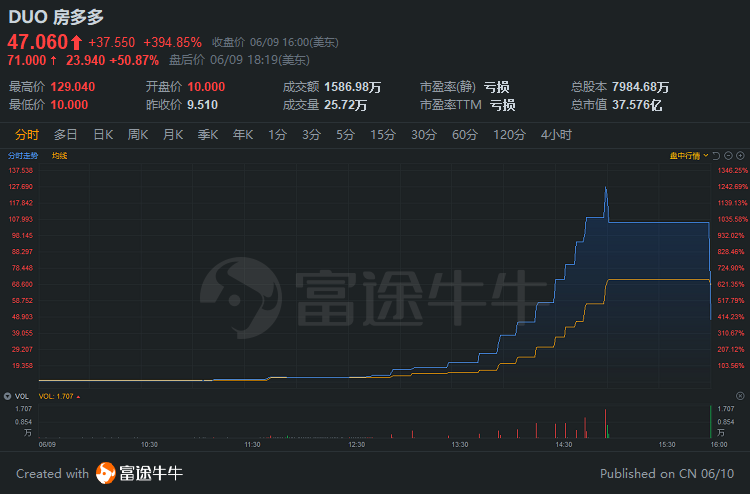 DUO 房多多
47.060 +37.550 +394.85% 收盘价 06/09 16:00(美东)
71.000↑ 23.940 +50.87% 盘后价 06/09 18:19(美东)
最高价 129.040 开盘价 10.000 成交额 1586.98万 市盈率(静) 亏损 总股本 7984.68万
最低价 10.000 昨收价 9.510 成交量 25.72万 市盈率TTM 亏损 总市值 37.576亿
分时 多日 日K 周K 月K 季K 年K 1分 3分 5分 15分 30分 60分 120分 4小时
分时走势 均线 盘中行情
137.538 1346.25%
127.690 1242.69%
117.842 1139.13%
107.993 1035.58%
98.145 932.02%
88.297 828.46%
78.448 724.90%
68.600 621.35%
58.752 517.79%
48.903 414.23%
39.055 310.67%
29.207 207.12%
19.358 103.56%
富途牛牛
VOL VOL: 1.707
1.707 1.707
0.854 0.854
万 万
06/09 10:30 11:30 12:30 13:30 14:30 15:30 16:00
Created with 富途牛牛 Published on CN 06/10